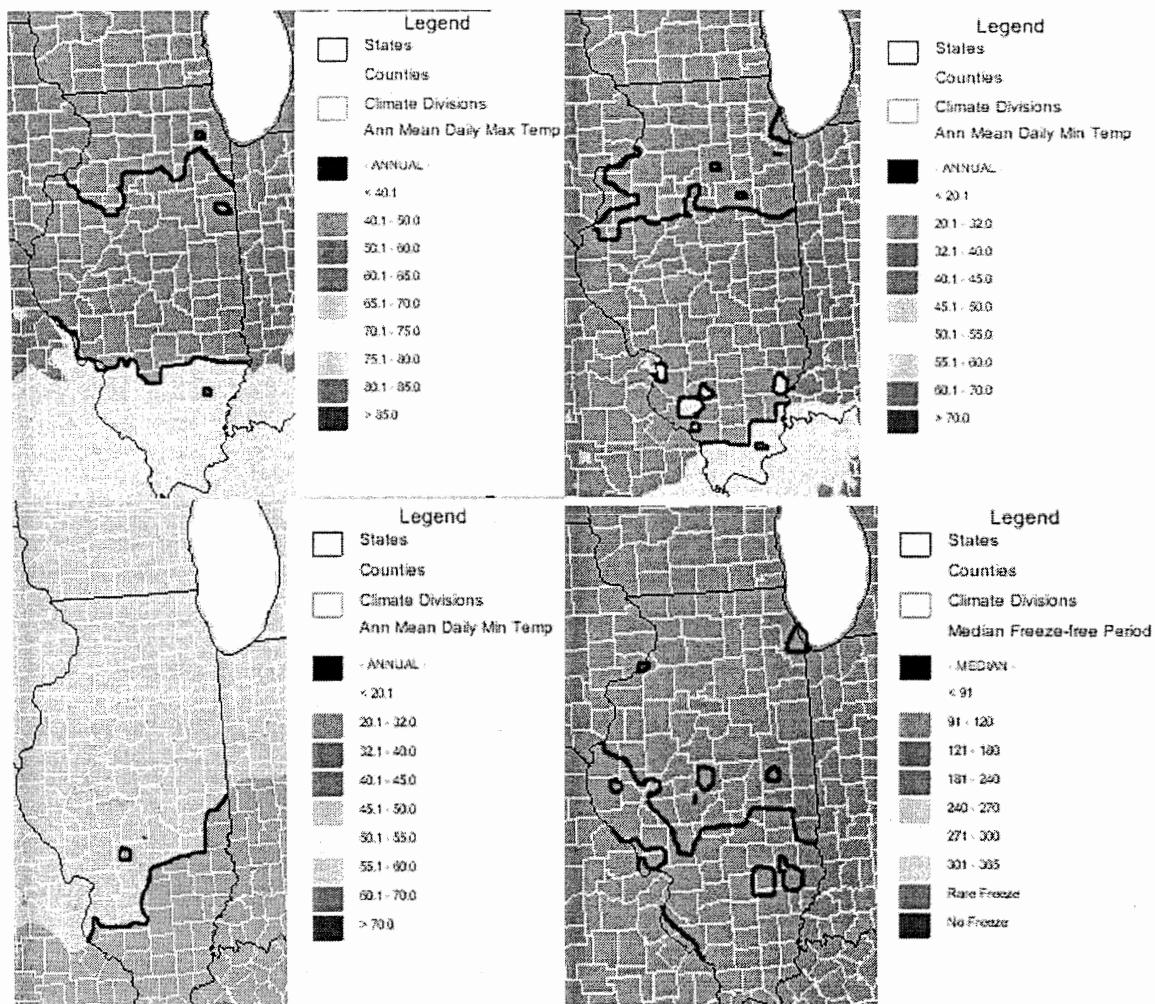 Legend
States
Counties
Climate Divisions
Ann Mean Daily Max Temp
- ANNUAL -
< 40.1
40.1 - 50.0
50.1 - 60.0
60.1 - 65.0
65.1 - 70.0
70.1 - 75.0
75.1 - 80.0
80.1 - 85.0
> 85.0
Legend
States
Counties
Climate Divisions
Ann Mean Daily Min Temp
- ANNUAL -
< 20.1
20.1 - 32.0
32.1 - 40.0
40.1 - 45.0
45.1 - 50.0
50.1 - 55.0
55.1 - 60.0
60.1 - 70.0
> 70.0
Legend
States
Counties
Climate Divisions
Ann Mean Daily Min Temp
- ANNUAL -
< 20.1
20.1 - 32.0
32.1 - 40.0
40.1 - 45.0
45.1 - 50.0
50.1 - 55.0
55.1 - 60.0
60.1 - 70.0
> 70.0
Legend
States
Counties
Climate Divisions
Median Freeze-free Period
- MEDIAN -
< 91
91 - 120
121 - 180
181 - 240
240 - 270
271 - 300
301 - 365
Rare Freeze
No Freeze